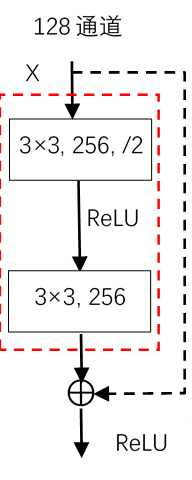 128 通道
X
3×3, 256, /2
ReLU
3×3, 256
ReLU